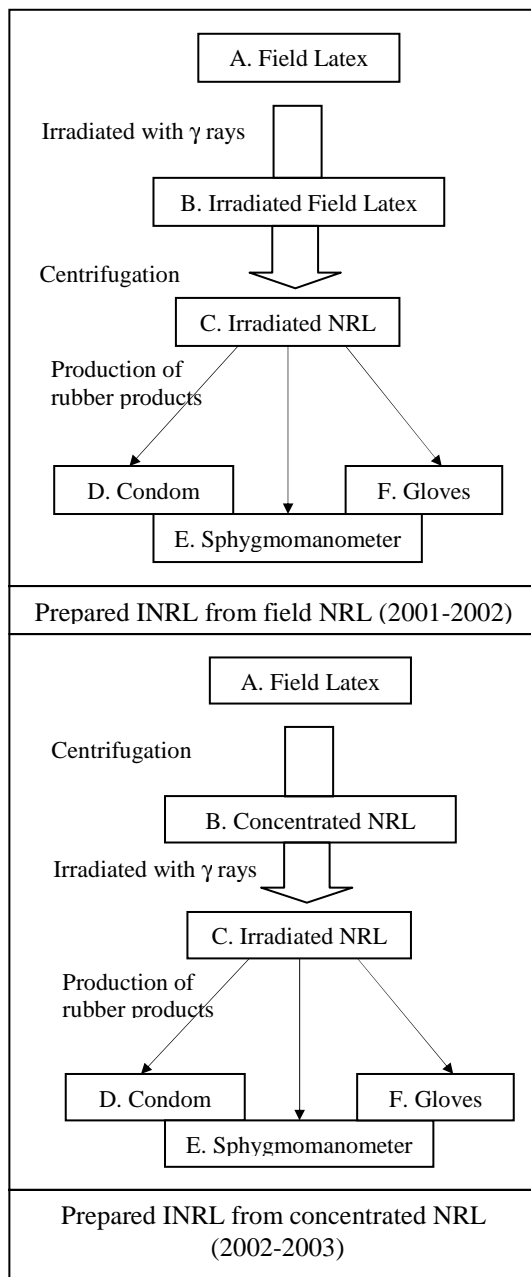 A. Field Latex
Irradiated with γ rays
B. Irradiated Field Latex
Centrifugation
C. Irradiated NRL
Production of
rubber products
D. Condom
F. Gloves
E. Sphygmomanometer
Prepared INRL from field NRL (2001-2002)
A. Field Latex
Centrifugation
B. Concentrated NRL
Irradiated with γ rays
C. Irradiated NRL
Production of
rubber products
D. Condom
F. Gloves
E. Sphygmomanometer
Prepared INRL from concentrated NRL
(2002-2003)